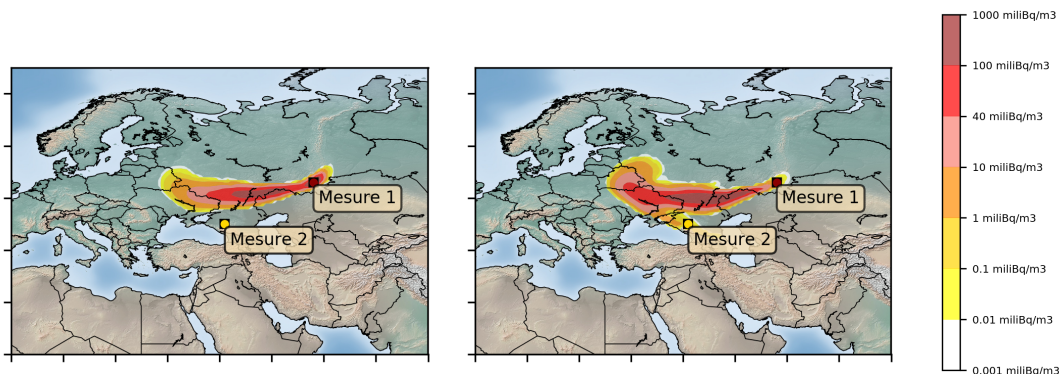 Mesure 1
Mesure 2
Mesure 1
Mesure 2
1000 miliBq/m3
100 miliBq/m3
40 miliBq/m3
10 miliBq/m3
1 miliBq/m3
0.1 miliBq/m3
0.01 miliBq/m3
0.001 miliBq/m3